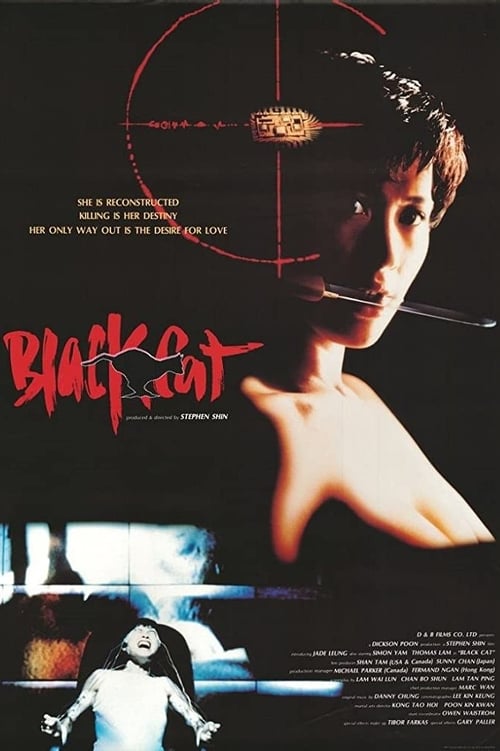 SHE IS RECONSTRUCTED
KILLING IS HER DESTINY
HER ONLY WAY OUT IS THE DESIRE FOR LOVE
Black Cat
produced & directed by STEPHEN SHIN
D & B FILMS CO. LTD presents
DICKSON POON production a STEPHEN SHIN film
introducing JADE LEUNG also starring SIMON YAM THOMAS LAM in "BLACK CAT"
line producer SHAN TAM (USA & Canada) SUNNY CHAN (Japan)
production manager MICHAEL PARKER (Canada) FERMAND NGAN (Hong Kong)
LAM WAI LUN CHAN BO SHUN LAM TAN PING
chief production manager MARC WAN
original music by DANNY CHUNG cinematographer LEE KIN KEUNG
martial arts director KONG TAO HOI POON KIN KWAN
stunt coordinator OWEN WALSTROM
special effects make up TIBOR FARKAS special effects GARY PALLER